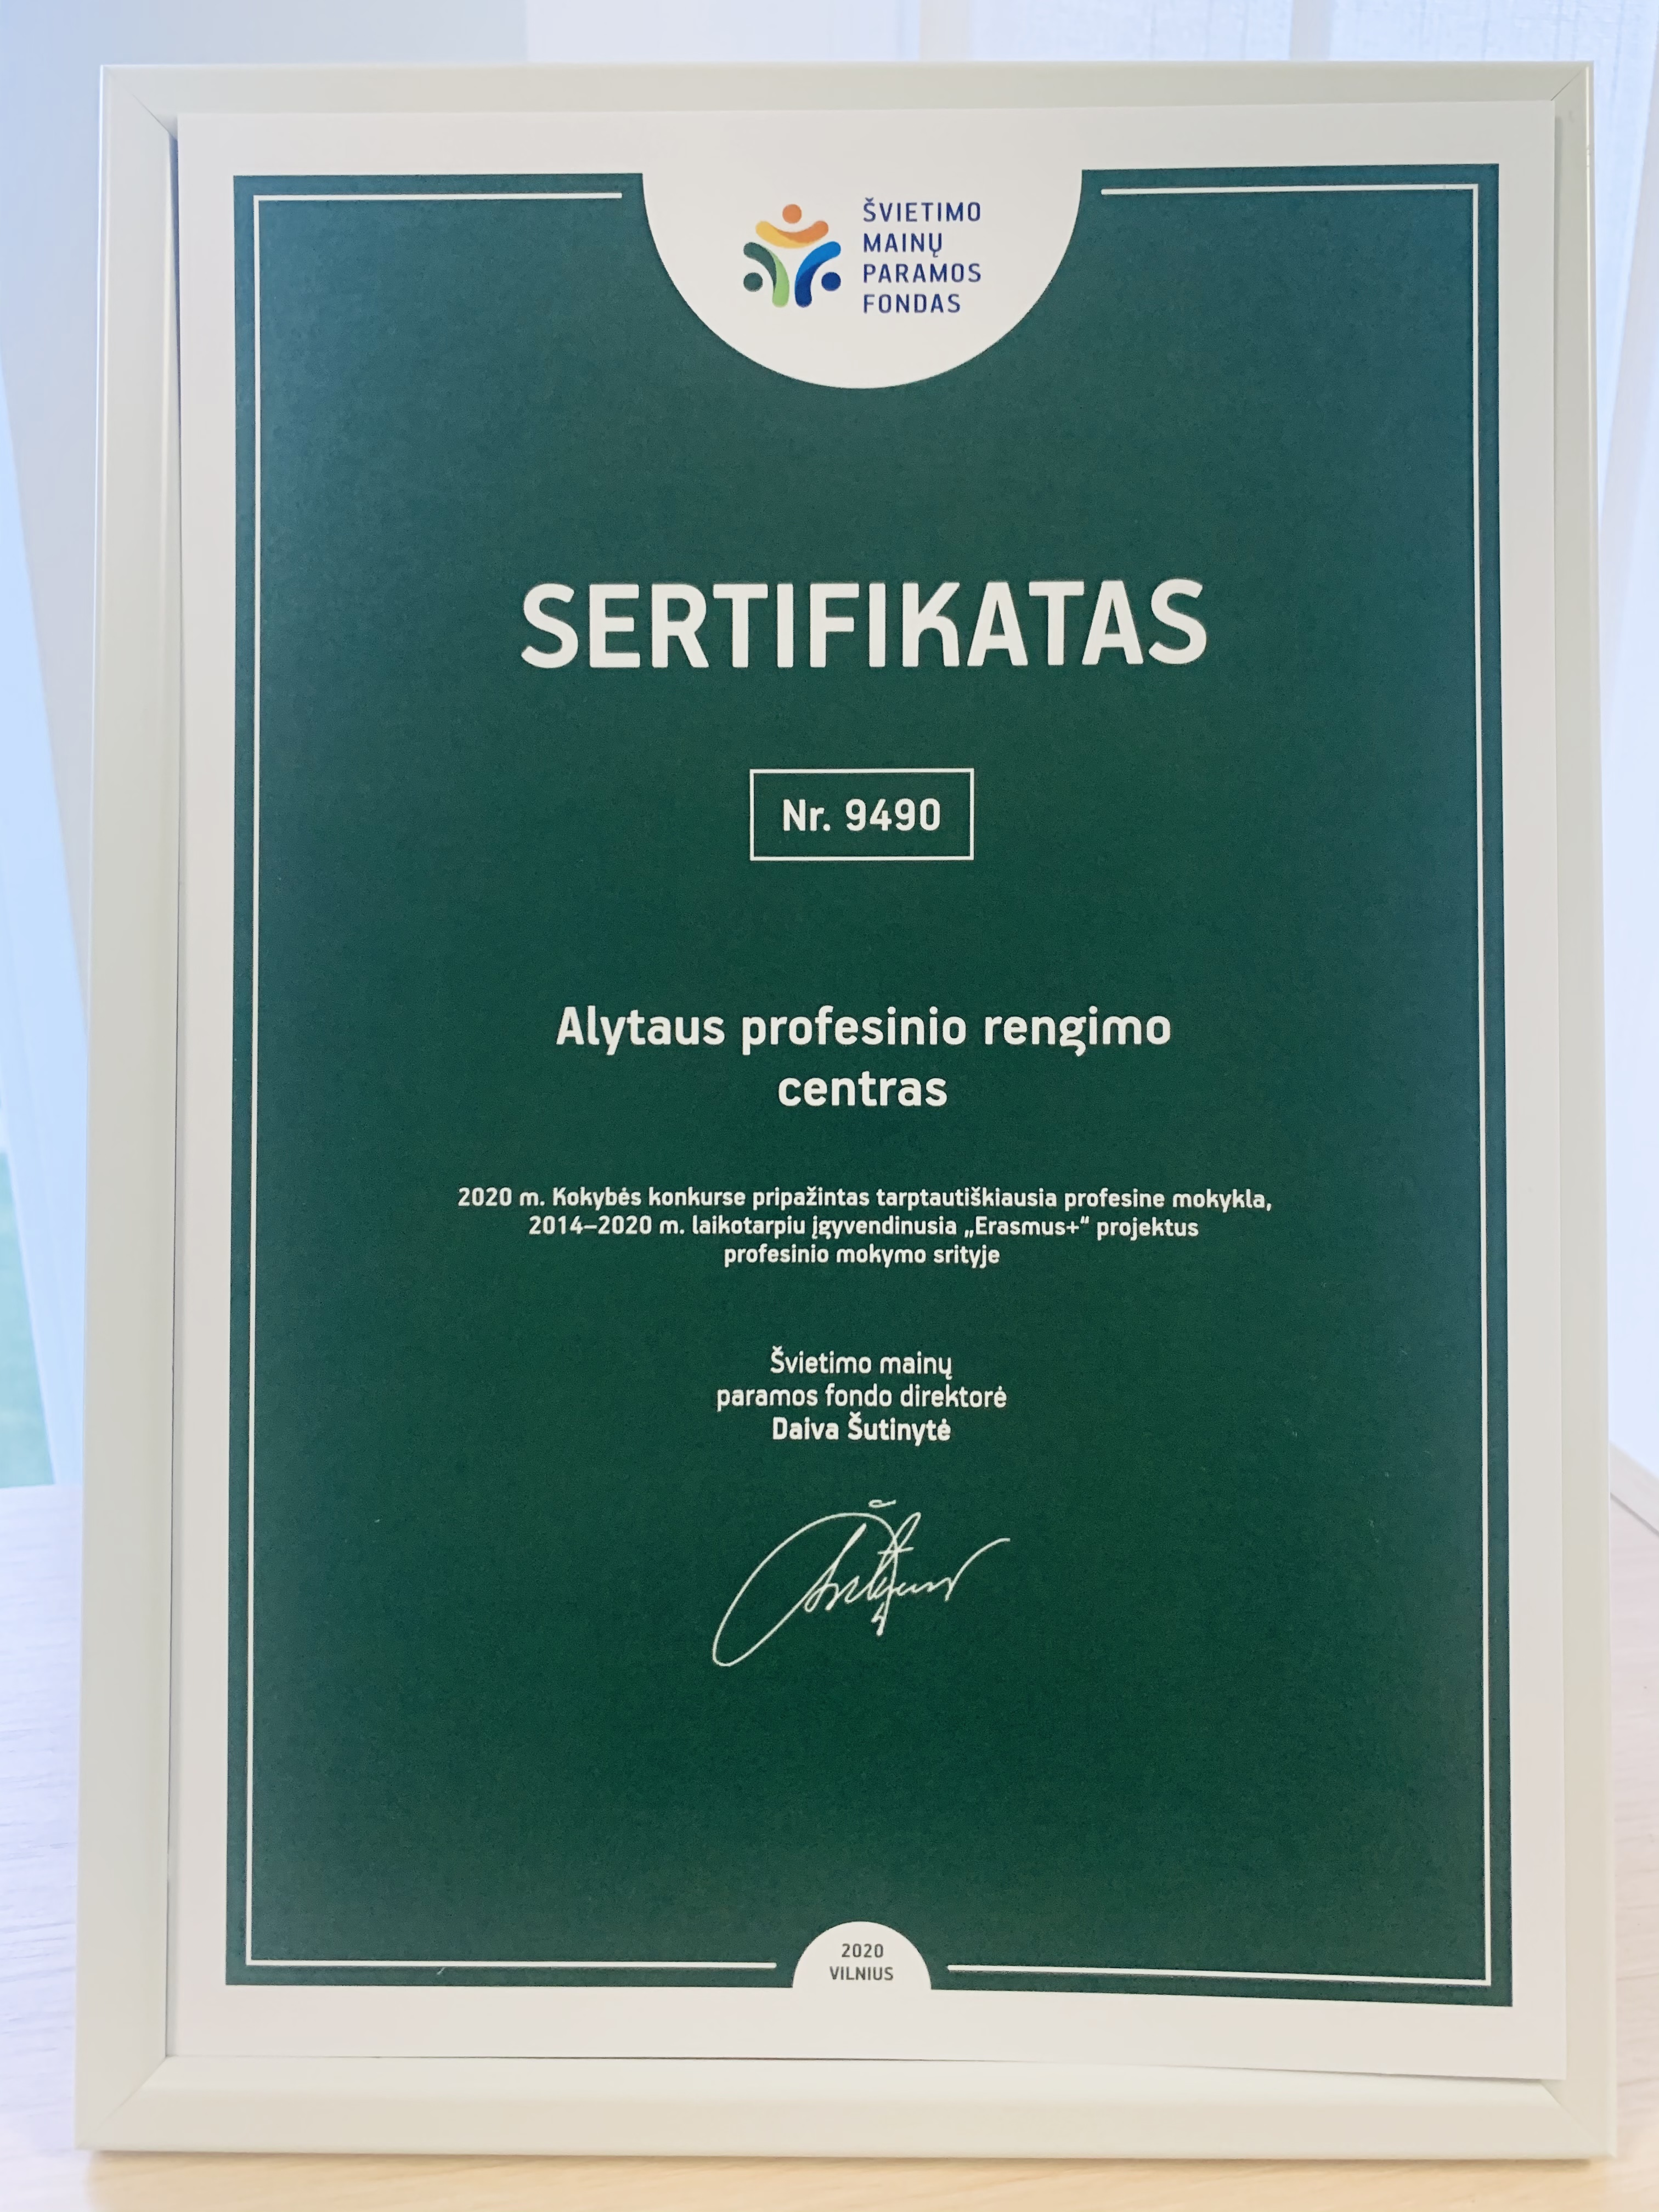 ŠVIETIMO
MAINŲ
PARAMOS
FONDAS
SERTIFIKATAS
Nr. 9490
Alytaus profesinio rengimo
centras
2020 m. Kokybės konkurse pripažintas tarptautiškiausia profesine mokykla,
2014–2020 m. laikotarpiu įgyvendinusia „Erasmus+“ projektus
profesinio mokymo srityje
Švietimo mainų
paramos fondo direktorė
Daiva Šutinytė
2020
VILNIUS